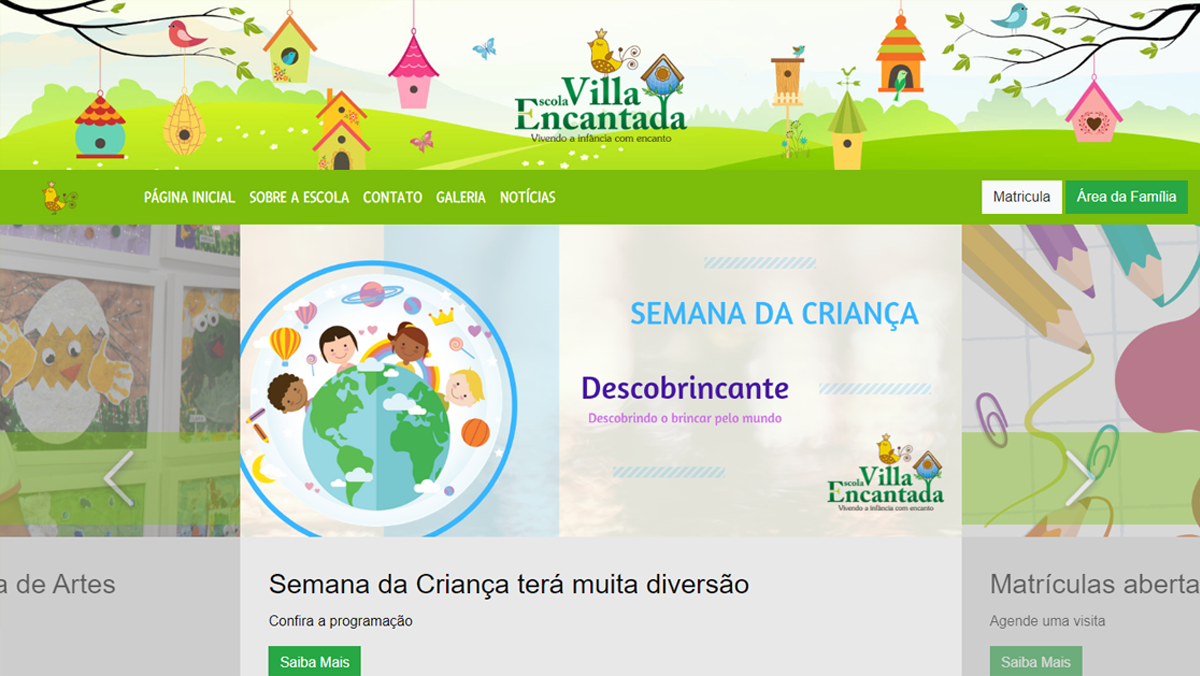 Escola Villa
Encantada
Vivendo a infância com encanto
PÁGINA INICIAL SOBRE A ESCOLA CONTATO GALERIA NOTÍCIAS
Matricula Área da Família
SEMANA DA CRIANÇA
Descobrincante
Descobrindo o brincar pelo mundo
Escola Villa
Encantada
Vivendo a infância com encanto
a de Artes
Semana da Criança terá muita diversão
Confira a programação
Saiba Mais
Matrículas aberta
Agende uma visita
Saiba Mais